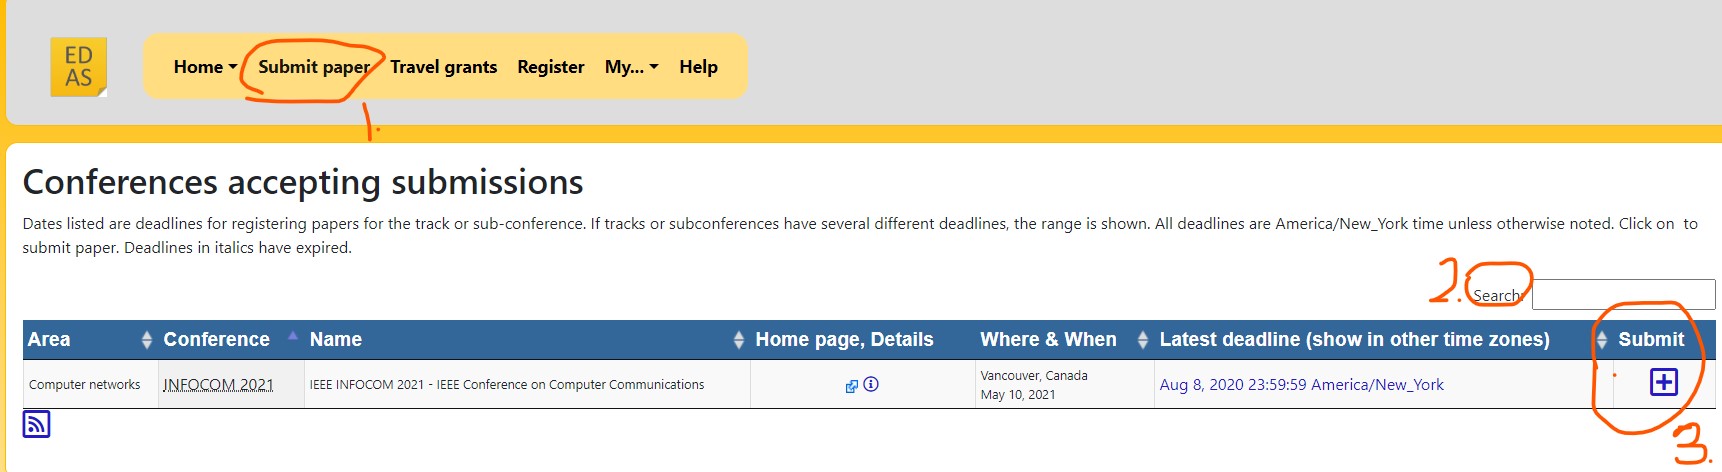 ED
AS
Home Submit paper Travel grants Register My... Help
1.
Conferences accepting submissions
Dates listed are deadlines for registering papers for the track or sub-conference. If tracks or subconferences have several different deadlines, the range is shown. All deadlines are America/New_York time unless otherwise noted. Click on to
submit paper. Deadlines in italics have expired.
2. Search:
Area Conference Name Home page, Details Where & When Latest deadline (show in other time zones) Submit
Computer networks INFOCOM 2021 IEEE INFOCOM 2021 - IEEE Conference on Computer Communications Vancouver, Canada Aug 8, 2020 23:59:59 America/New_York
May 10, 2021
3.